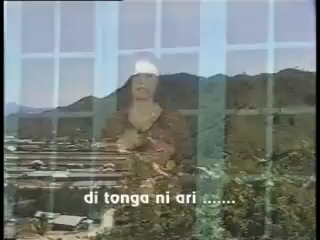 di tonga ni ari .......